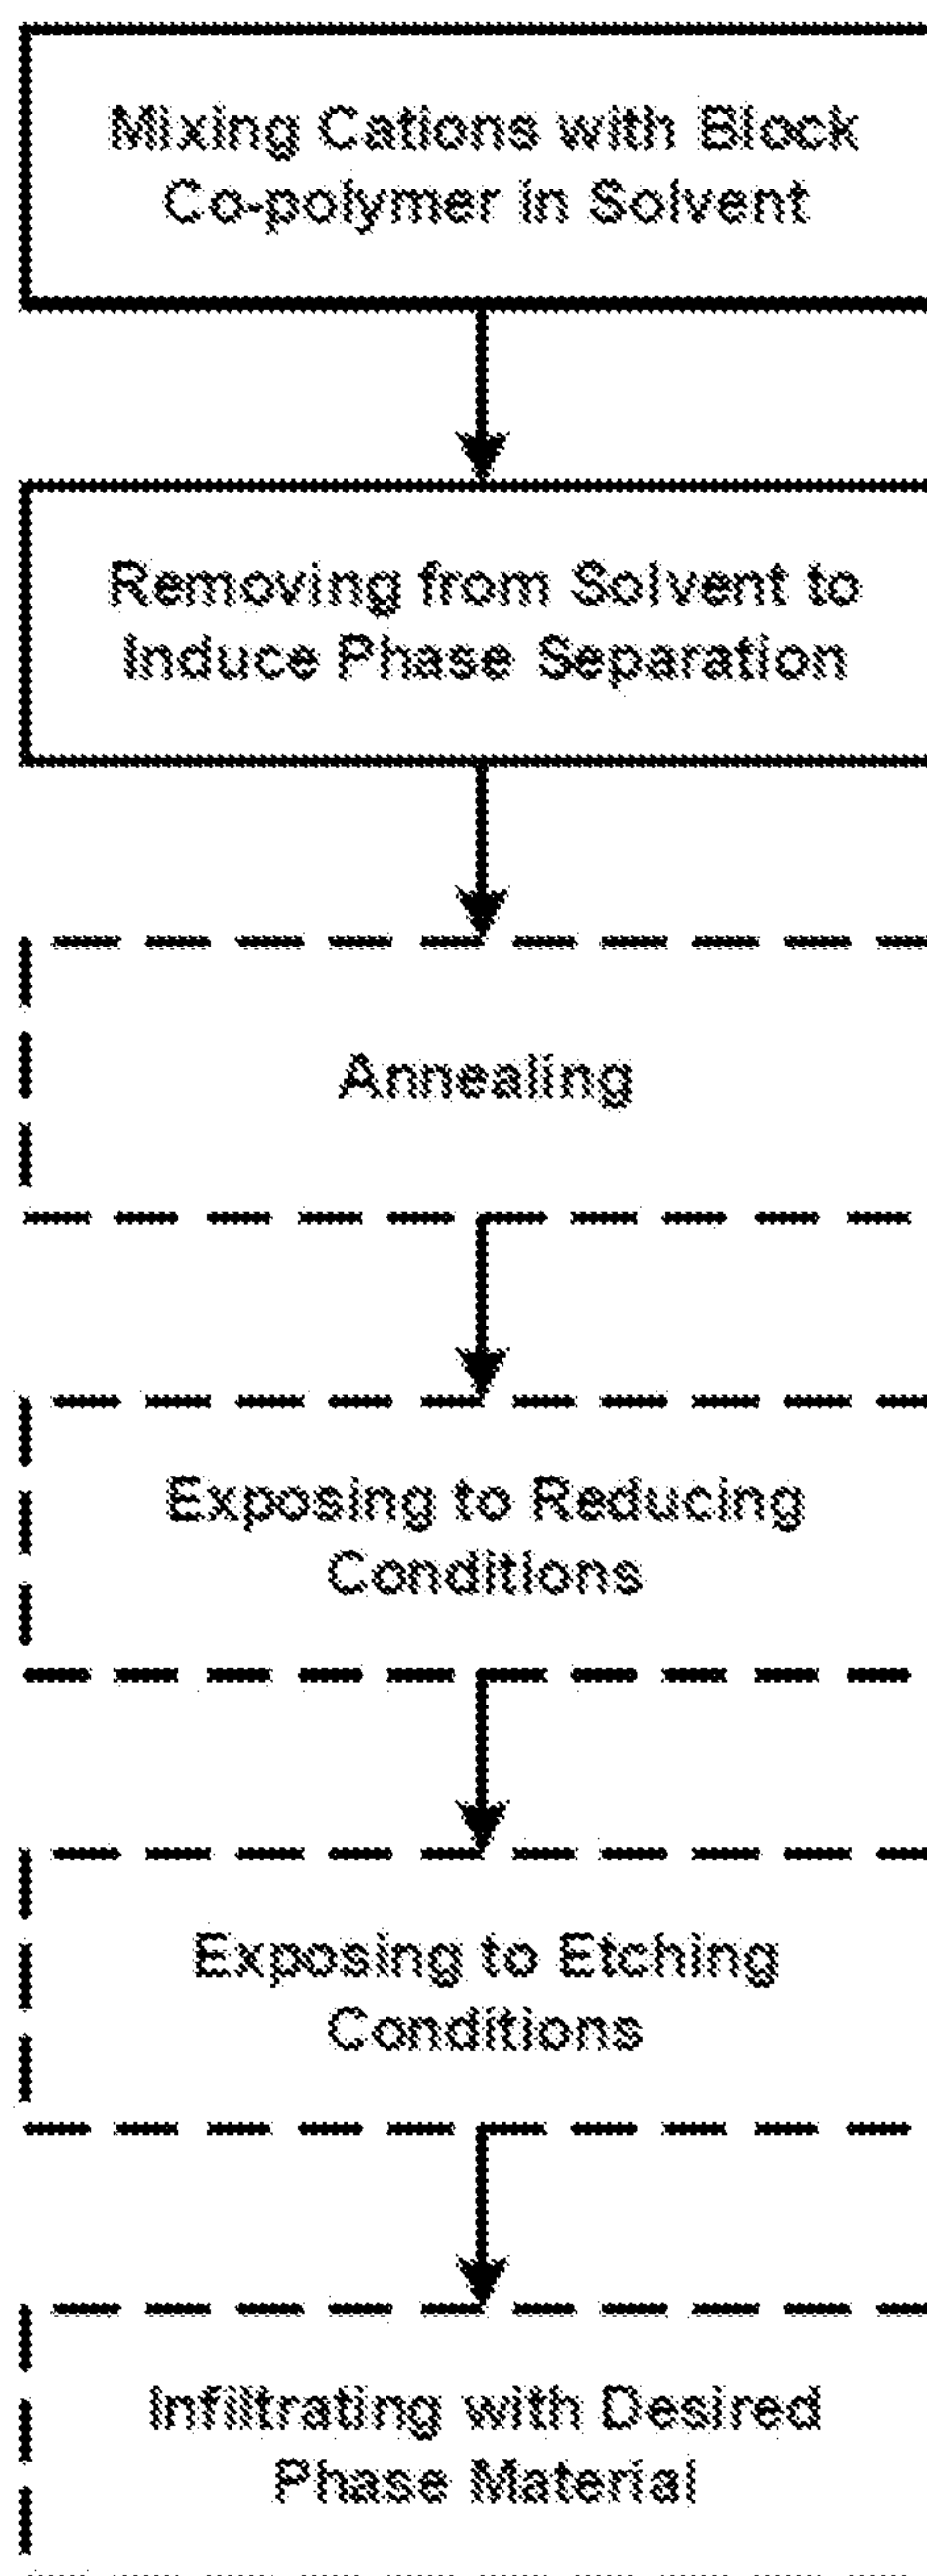 Mixing Cations with Block
Co-polymer in Solvent
Removing from Solvent to
Induce Phase Separation
Annealing
Exposing to Reducing
Conditions
Exposing to Etching
Conditions
Infiltrating with Desired
Phase Material